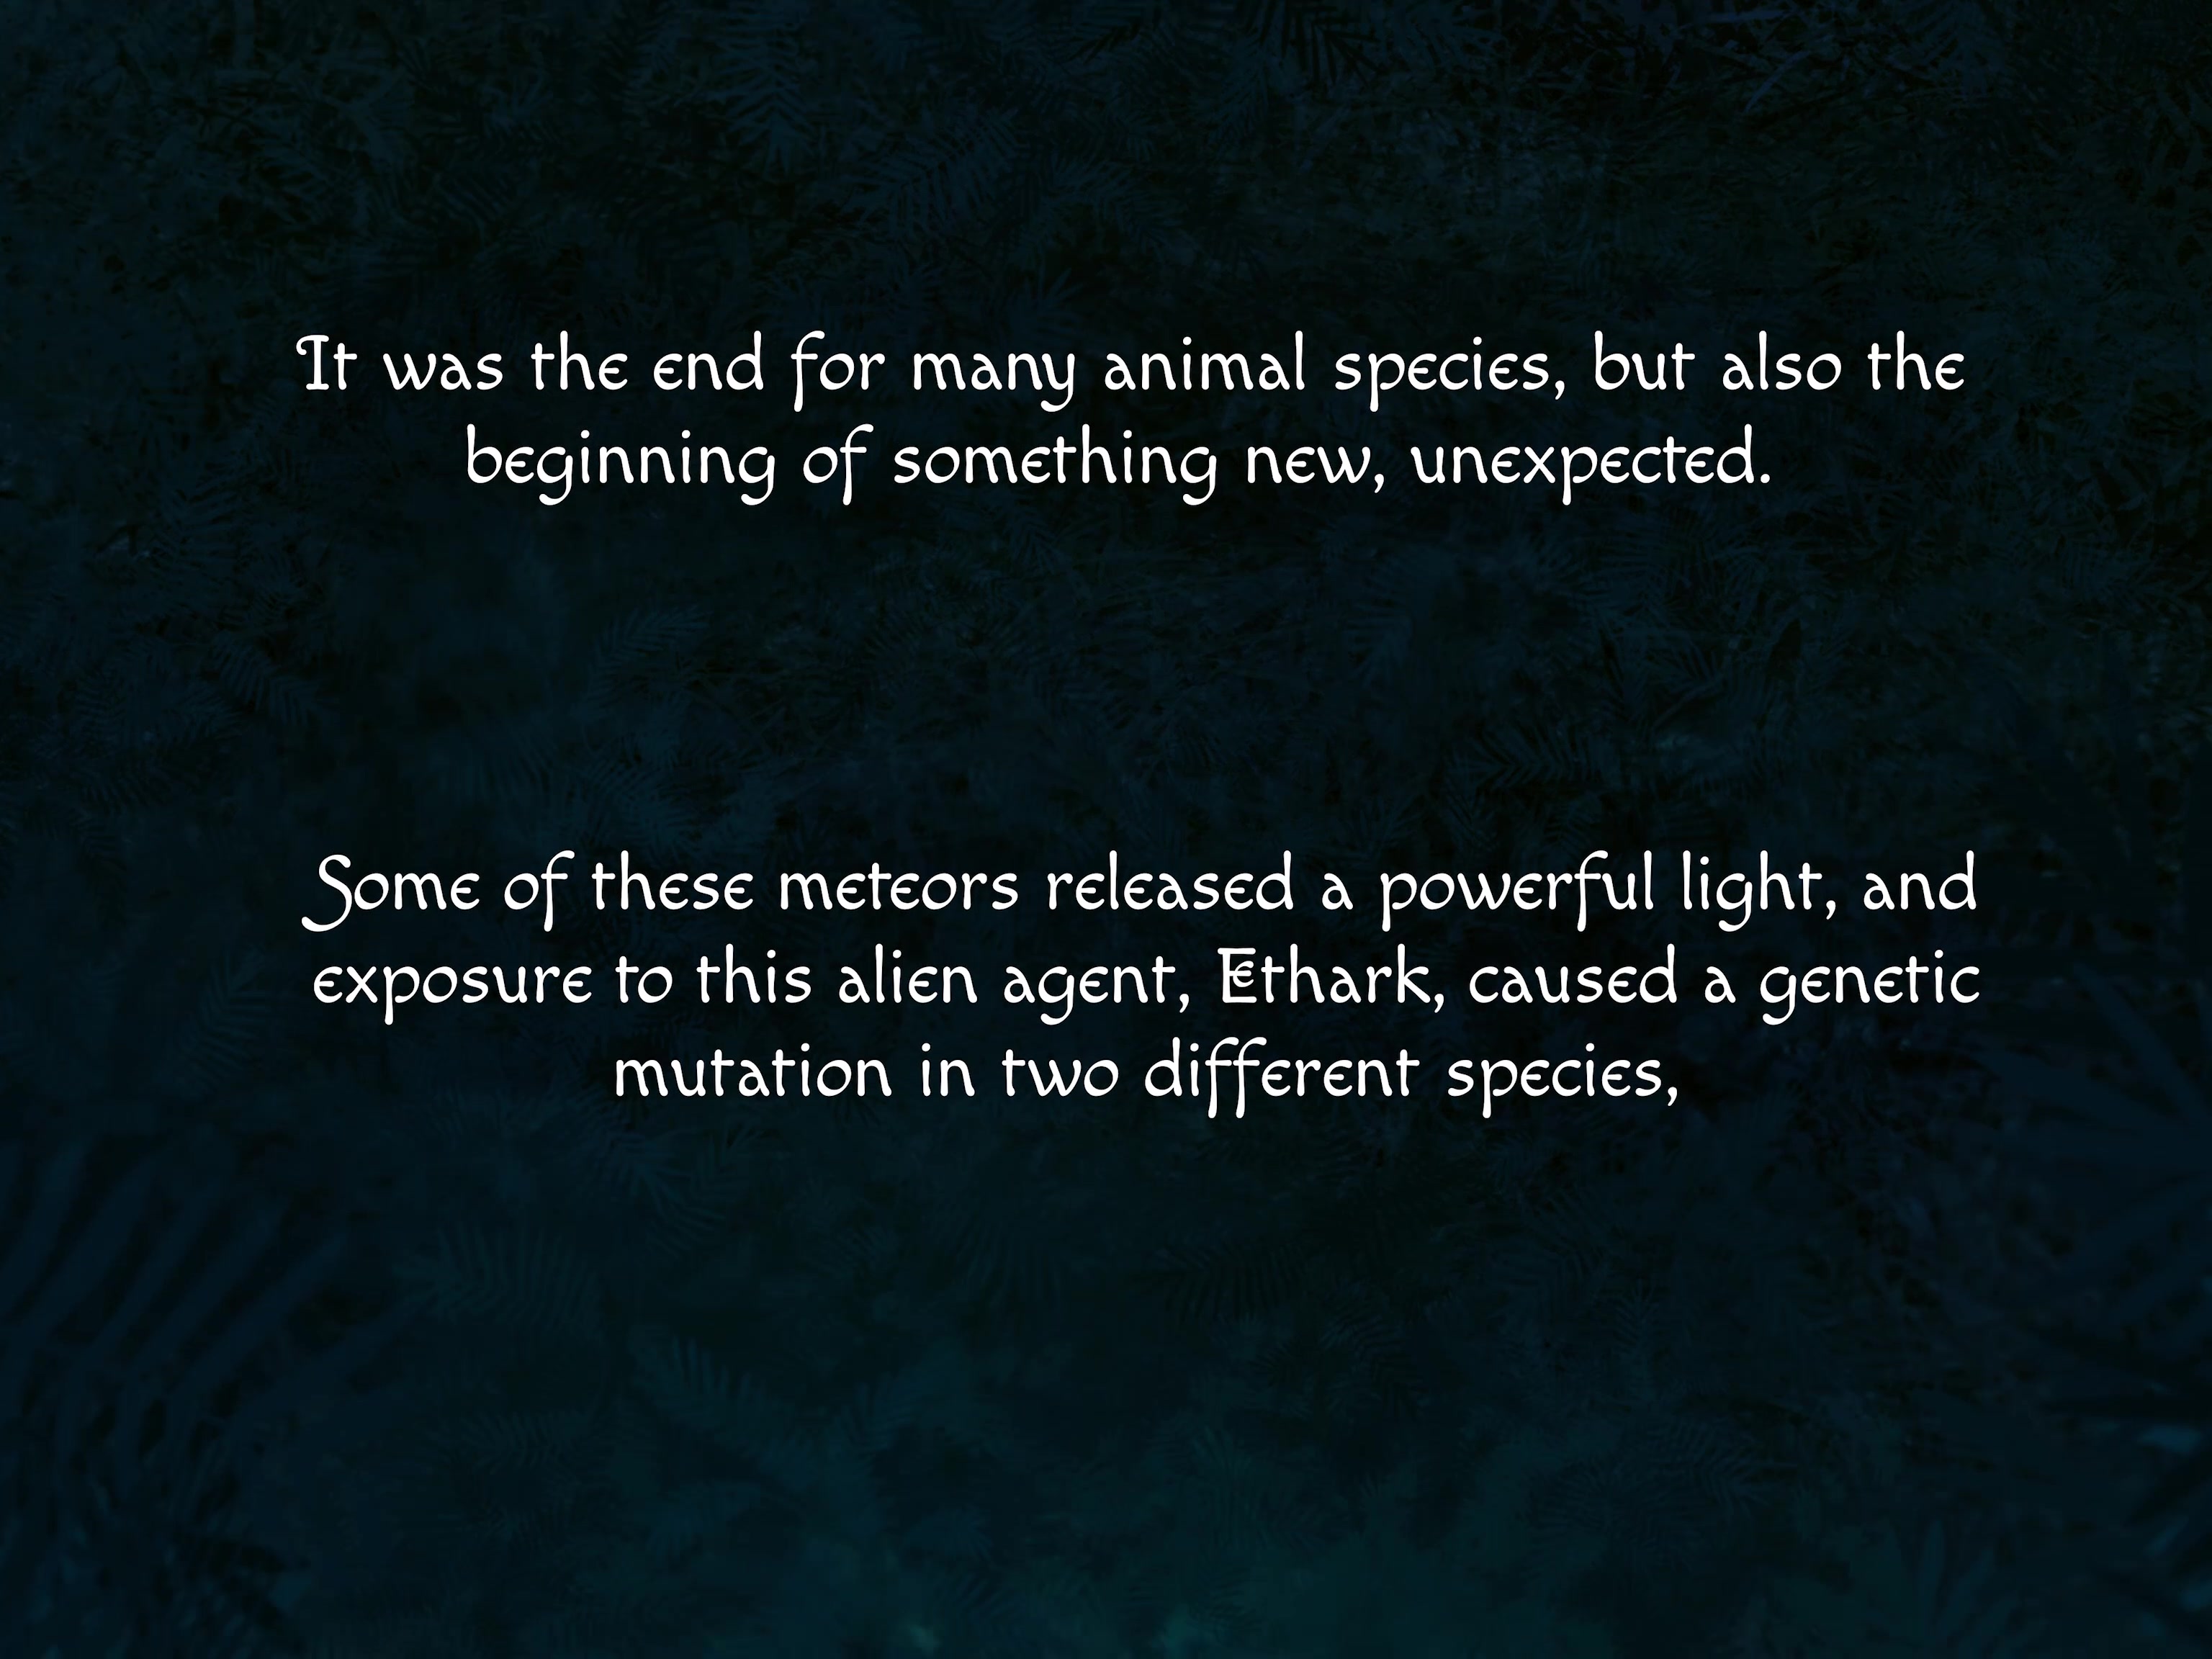 It was the end for many animal species, but also the
beginning of something new, unexpected.
Some of these meteors released a powerful light, and
exposure to this alien agent, Ethark, caused a genetic
mutation in two different species,